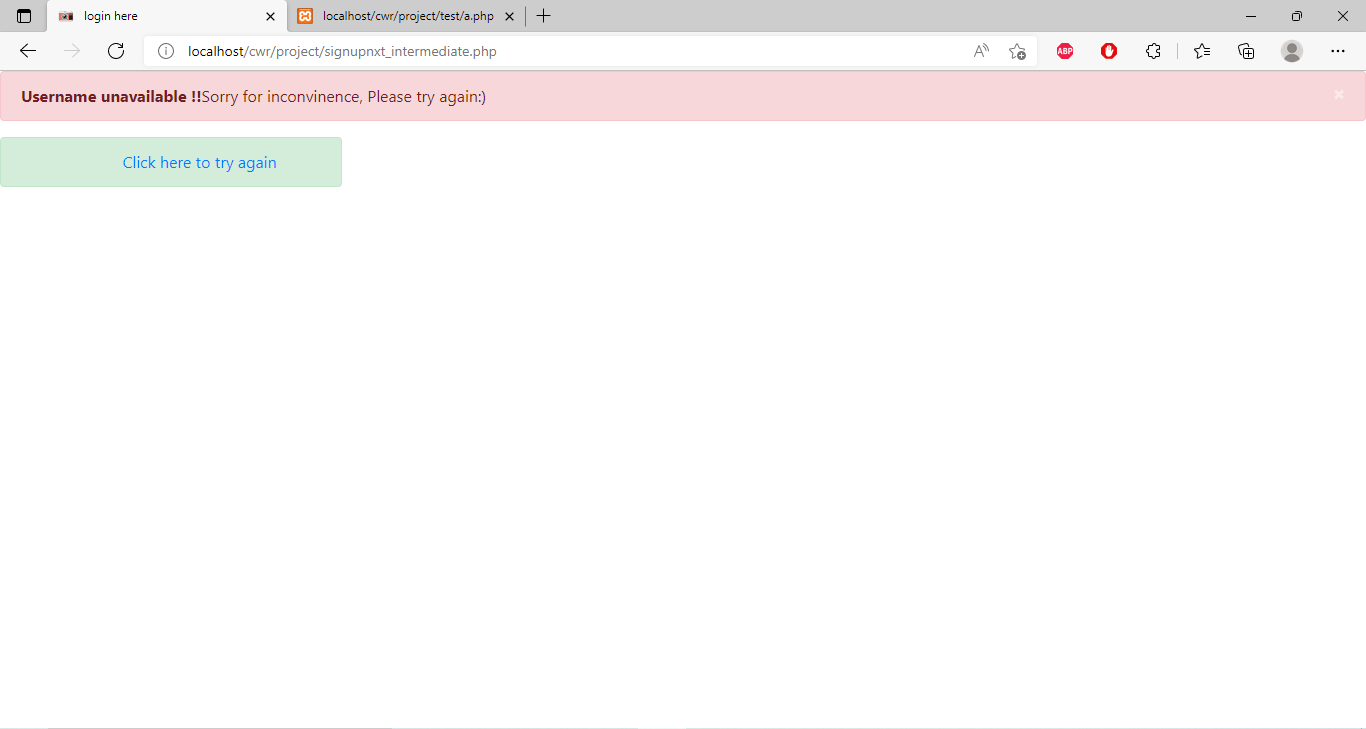 login here
localhost/cwr/project/test/a.php
localhost/cwr/project/signupnxt_intermediate.php
ABP
Username unavailable !!Sorry for inconvinence, Please try again:)
Click here to try again